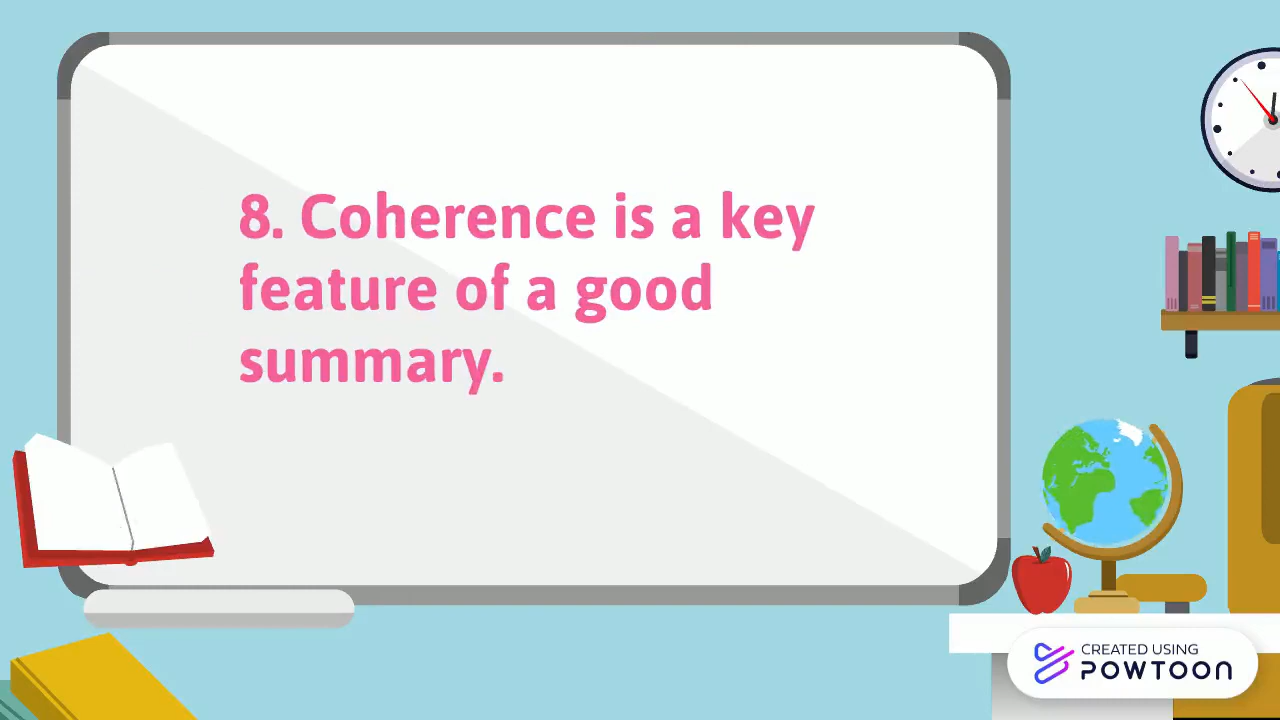 8. Coherence is a key
feature of a good
summary.
CREATED USING
POWTOON